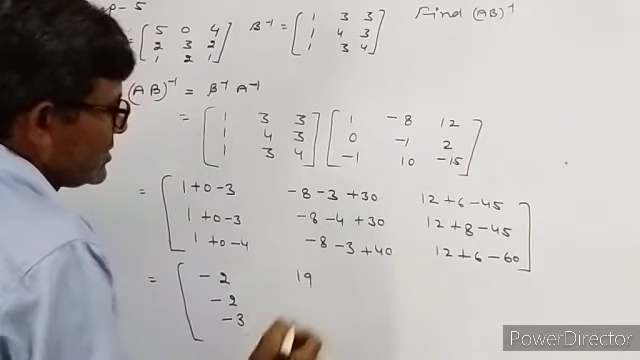 p-5
= [ 5 0 4 ] B⁻¹ = [ 1 3 3 ] Find (AB)⁻¹
[ 2 3 2 ] [ 1 4 3 ]
[ 1 2 1 ] [ 1 3 4 ]
(AB)⁻¹ = B⁻¹ A⁻¹
= [ 1 3 3 ] [ 1 -8 12 ]
[ 1 4 3 ] [ 0 -1 2 ]
[ 1 3 4 ] [ -1 10 -15 ]
= [ 1+0-3 -8-3+30 12+6-45 ]
[ 1+0-3 -8-4+30 12+8-45 ]
[ 1+0-4 -8-3+40 12+6-60 ]
= [ -2 19
-2
-3
PowerDirector